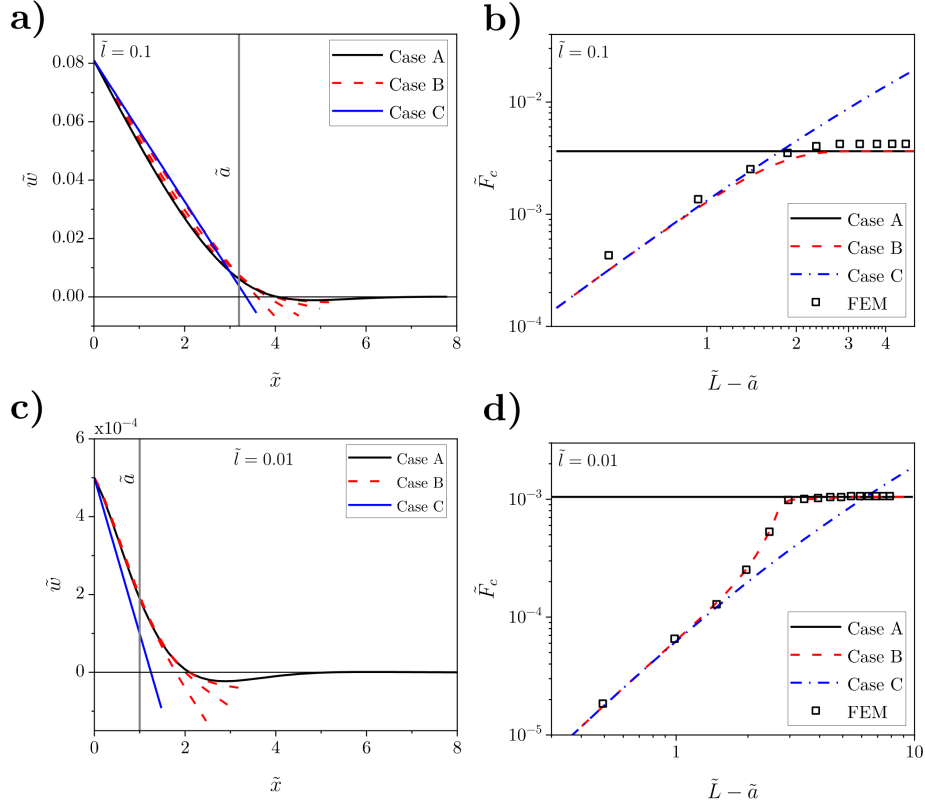 a)
l̃ = 0.1
Case A
Case B
Case C
ã
w̃
0.08
0.06
0.04
0.02
0.00
0 2 4 6 8
x̃
b)
l̃ = 0.1
F̃c
10⁻²
10⁻³
10⁻⁴
Case A
Case B
Case C
FEM
1 2 3 4
L̃ − ã
c)
x10⁻⁴
l̃ = 0.01
Case A
Case B
Case C
ã
w̃
6
4
2
0
0 2 4 6 8
x̃
d)
l̃ = 0.01
F̃c
10⁻³
10⁻⁴
10⁻⁵
Case A
Case B
Case C
FEM
1 10
L̃ − ã